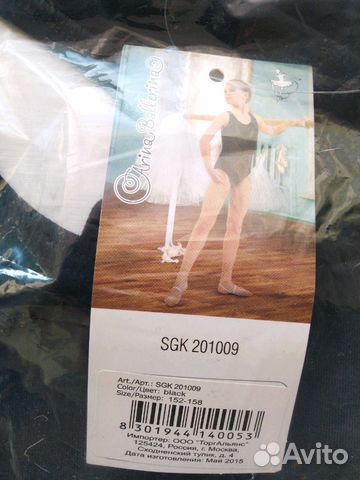 Arina Ballerina
SGK 201009
Art./Арт.: SGK 201009
Color/Цвет: black
Size/Размер: 152-158
8 301944 140053
Импортер: ООО "ТоргАльянс"
125424, Россия, г. Москва,
Сходненский тупик, д. 4
Дата изготовления: Май 2015
Avito